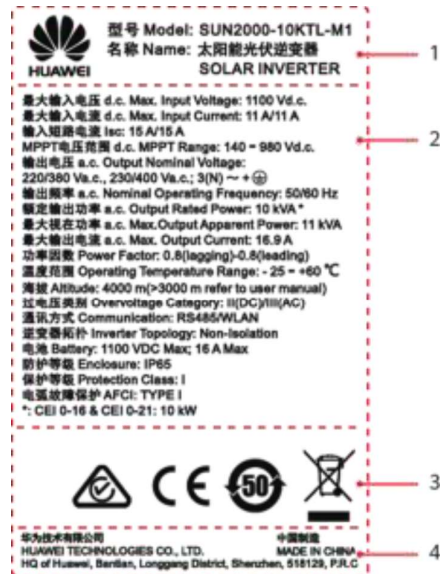 HUAWEI
型号 Model: SUN2000-10KTL-M1
名称 Name: 太阳能光伏逆变器
SOLAR INVERTER
1
最大输入电压 d.c. Max. Input Voltage: 1100 Vd.c.
最大输入电流 d.c. Max. Input Current: 11 A/11 A
输入短路电流 Isc: 15 A/15 A
MPPT电压范围 d.c. MPPT Range: 140 ~ 980 Vd.c.
输出电压 a.c. Output Nominal Voltage:
220/380 Va.c., 230/400 Va.c.; 3(N) ~ + ⏚
输出频率 a.c. Nominal Operating Frequency: 50/60 Hz
额定输出功率 a.c. Output Rated Power: 10 kVA *
最大视在功率 a.c. Max.Output Apparent Power: 11 kVA
最大输出电流 a.c. Max. Output Current: 16.9 A
功率因数 Power Factor: 0.8(lagging)-0.8(leading)
温度范围 Operating Temperature Range: - 25 ~ +60 ℃
海拔 Altitude: 4000 m(>3000 m refer to user manual)
过电压类别 Overvoltage Category: II(DC)/III(AC)
通讯方式 Communication: RS485/WLAN
逆变器拓扑 Inverter Topology: Non-Isolation
电池 Battery: 1100 VDC Max; 16 A Max
防护等级 Enclosure: IP65
保护等级 Protection Class: I
电弧故障保护 AFCI: TYPE I
*: CEI 0-16 & CEI 0-21: 10 kW
2
CE
50
3
华为技术有限公司 中国制造
HUAWEI TECHNOLOGIES CO., LTD. MADE IN CHINA
HQ of Huawei, Bantian, Longgang District, Shenzhen, 518129, P.R.C
4